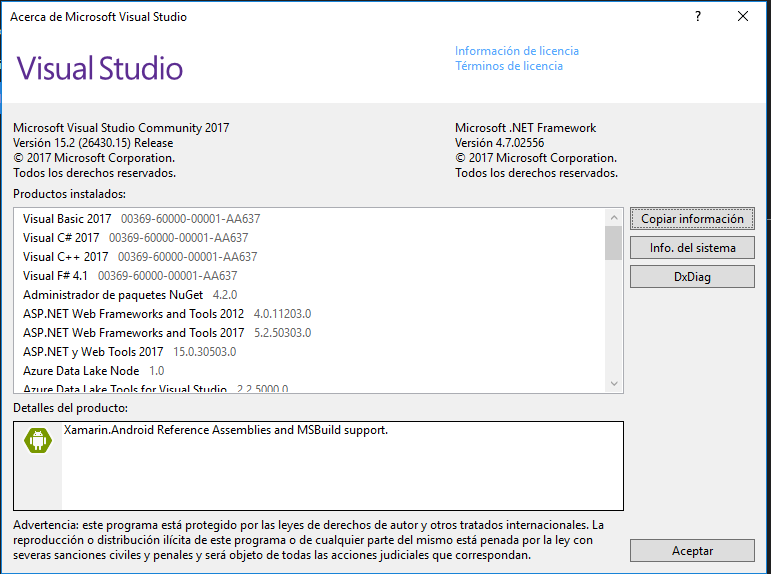 Acerca de Microsoft Visual Studio
?
Visual Studio
Información de licencia
Términos de licencia
Microsoft Visual Studio Community 2017
Versión 15.2 (26430.15) Release
© 2017 Microsoft Corporation.
Todos los derechos reservados.
Microsoft .NET Framework
Versión 4.7.02556
© 2017 Microsoft Corporation.
Todos los derechos reservados.
Productos instalados:
Visual Basic 2017 00369-60000-00001-AA637
Visual C# 2017 00369-60000-00001-AA637
Visual C++ 2017 00369-60000-00001-AA637
Visual F# 4.1 00369-60000-00001-AA637
Administrador de paquetes NuGet 4.2.0
ASP.NET Web Frameworks and Tools 2012 4.0.11203.0
ASP.NET Web Frameworks and Tools 2017 5.2.50303.0
ASP.NET y Web Tools 2017 15.0.30503.0
Azure Data Lake Node 1.0
Azure Data Lake Tools for Visual Studio 2.2.5000.0
Copiar información
Info. del sistema
DxDiag
Detalles del producto:
Xamarin.Android Reference Assemblies and MSBuild support.
Advertencia: este programa está protegido por las leyes de derechos de autor y otros tratados internacionales. La
reproducción o distribución ilícita de este programa o de cualquier parte del mismo está penada por la ley con
severas sanciones civiles y penales y será objeto de todas las acciones judiciales que correspondan.
Aceptar